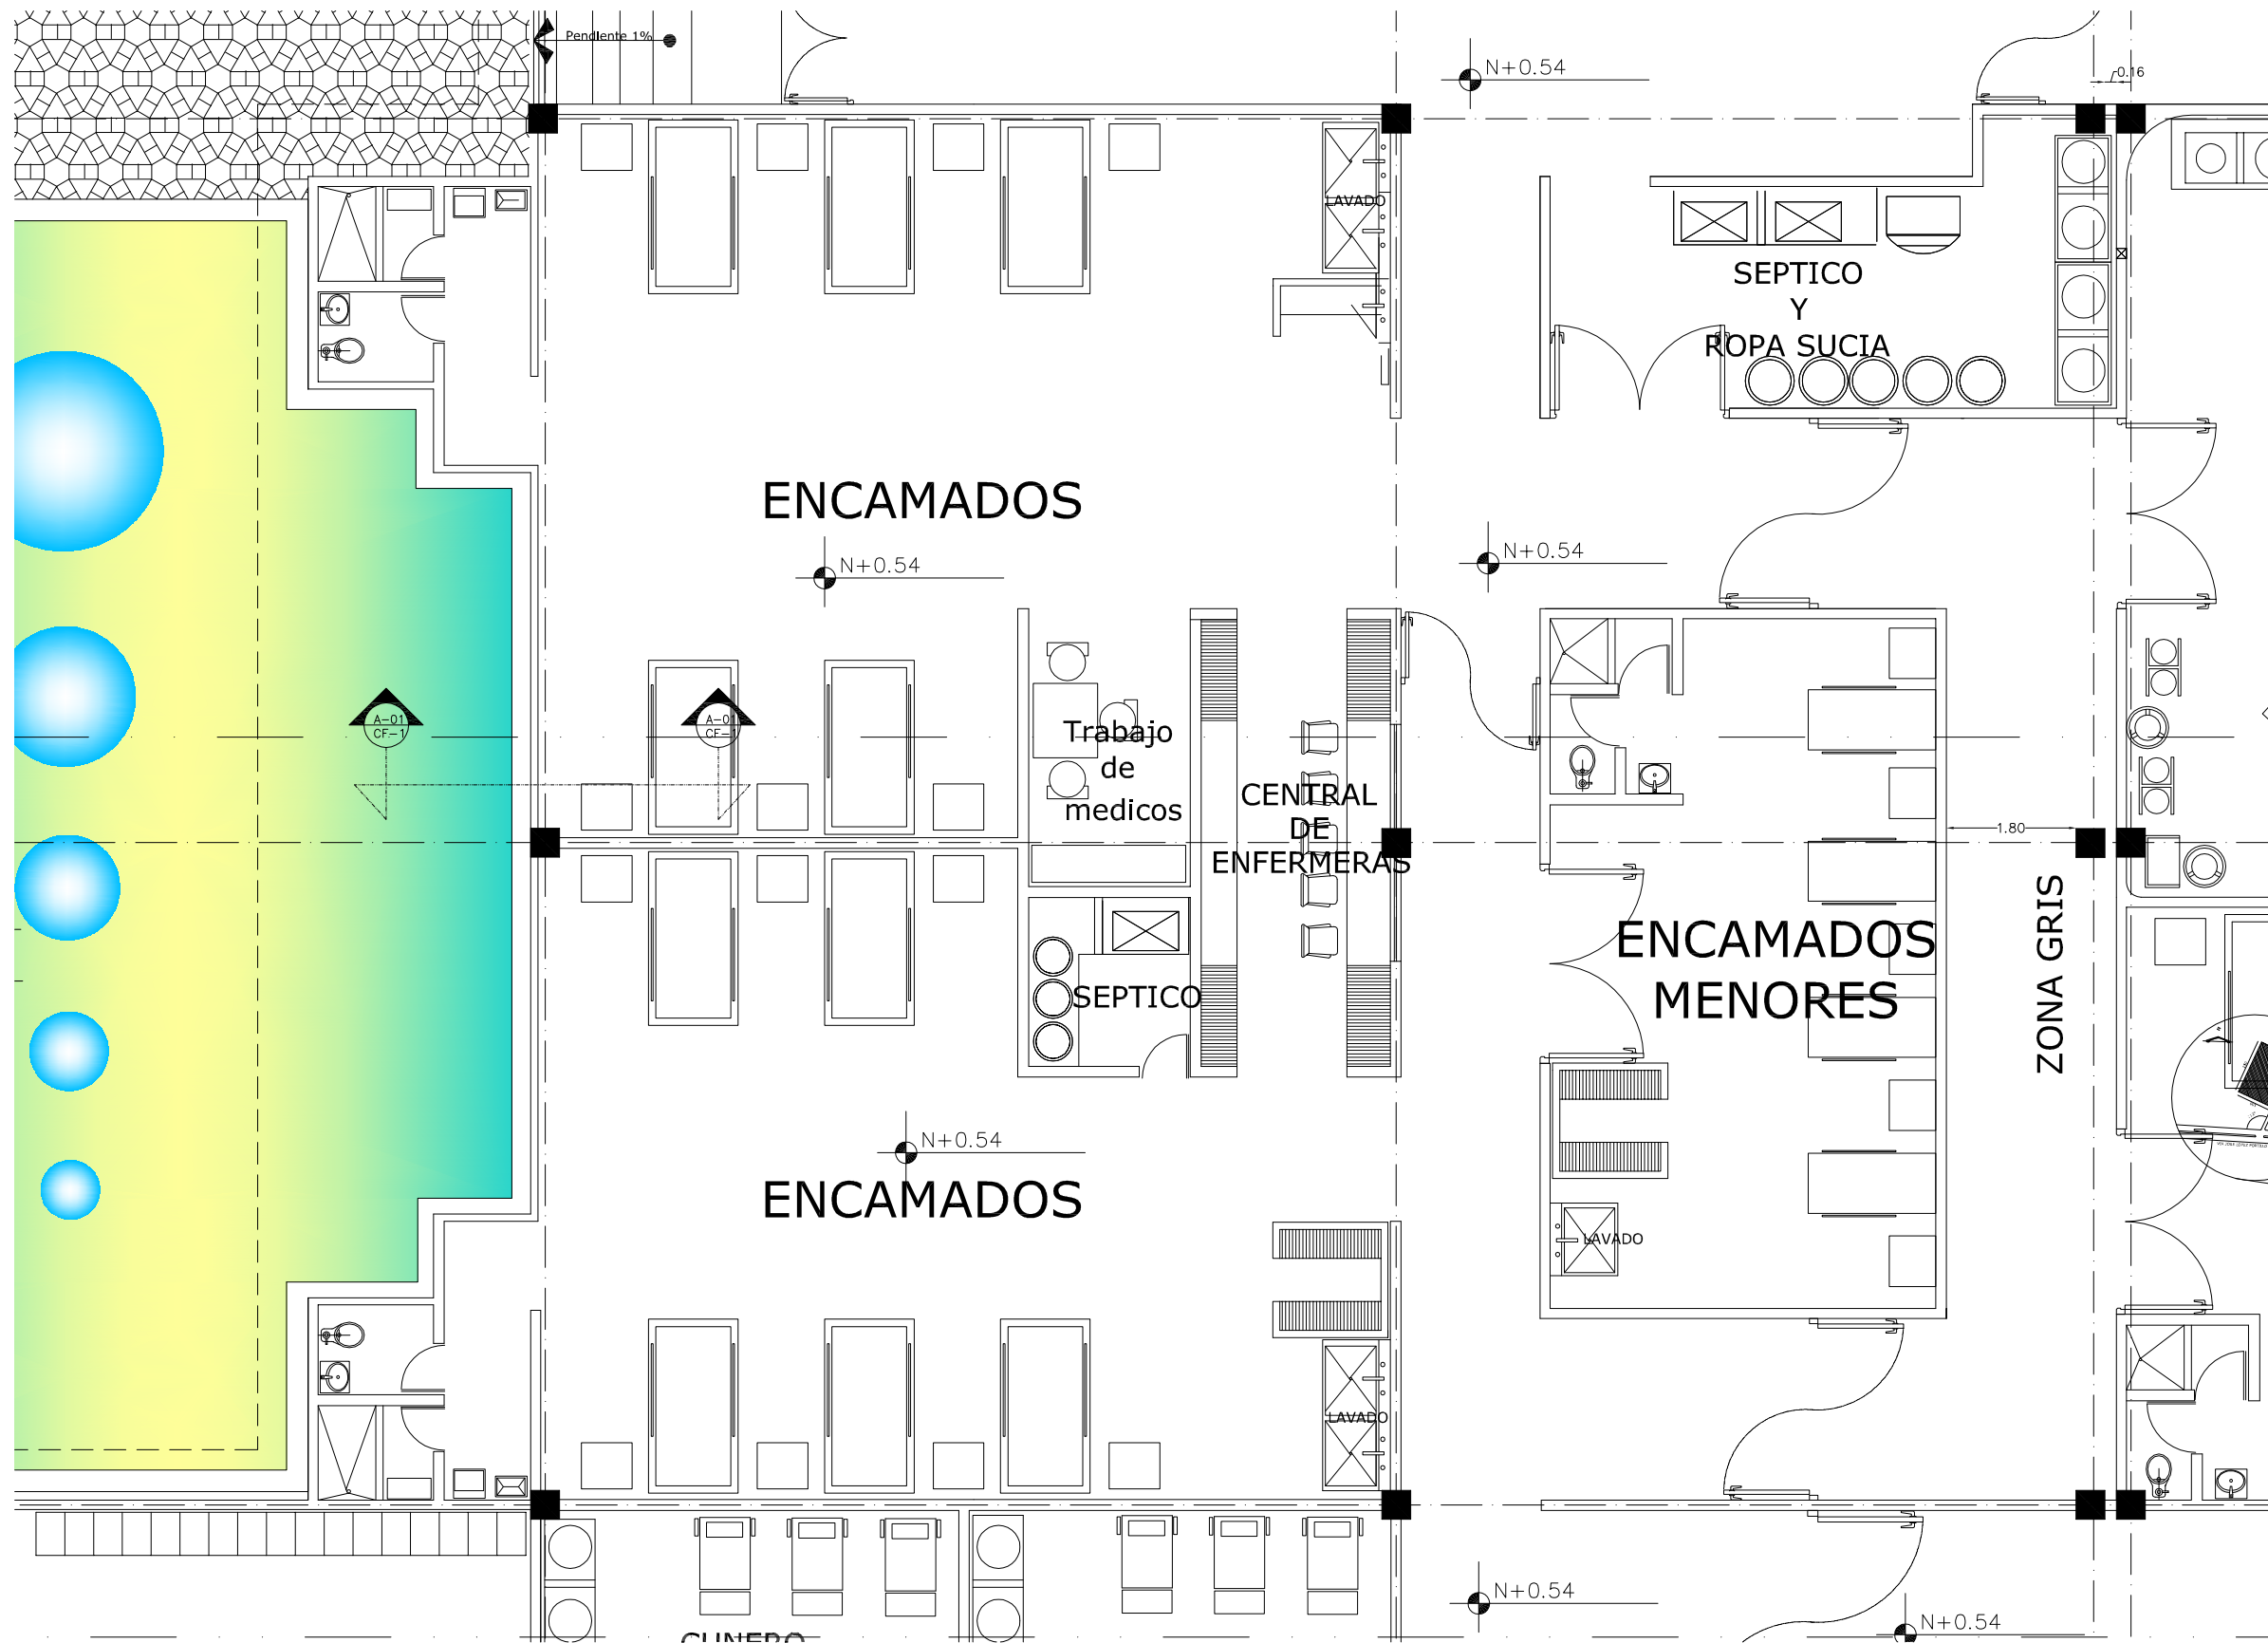 Pendiente 1%
N+0.54
0.16
LAVADO
SEPTICO
Y
ROPA SUCIA
ENCAMADOS
N+0.54
N+0.54
A-01
CF-1
A-01
CF-1
Trabajo
de
medicos
CENTRAL
DE
ENFERMERAS
1.80
ENCAMADOS
MENORES
ZONA GRIS
SEPTICO
N+0.54
ENCAMADOS
LAVADO
LAVADO
N+0.54
N+0.54
CUNERO